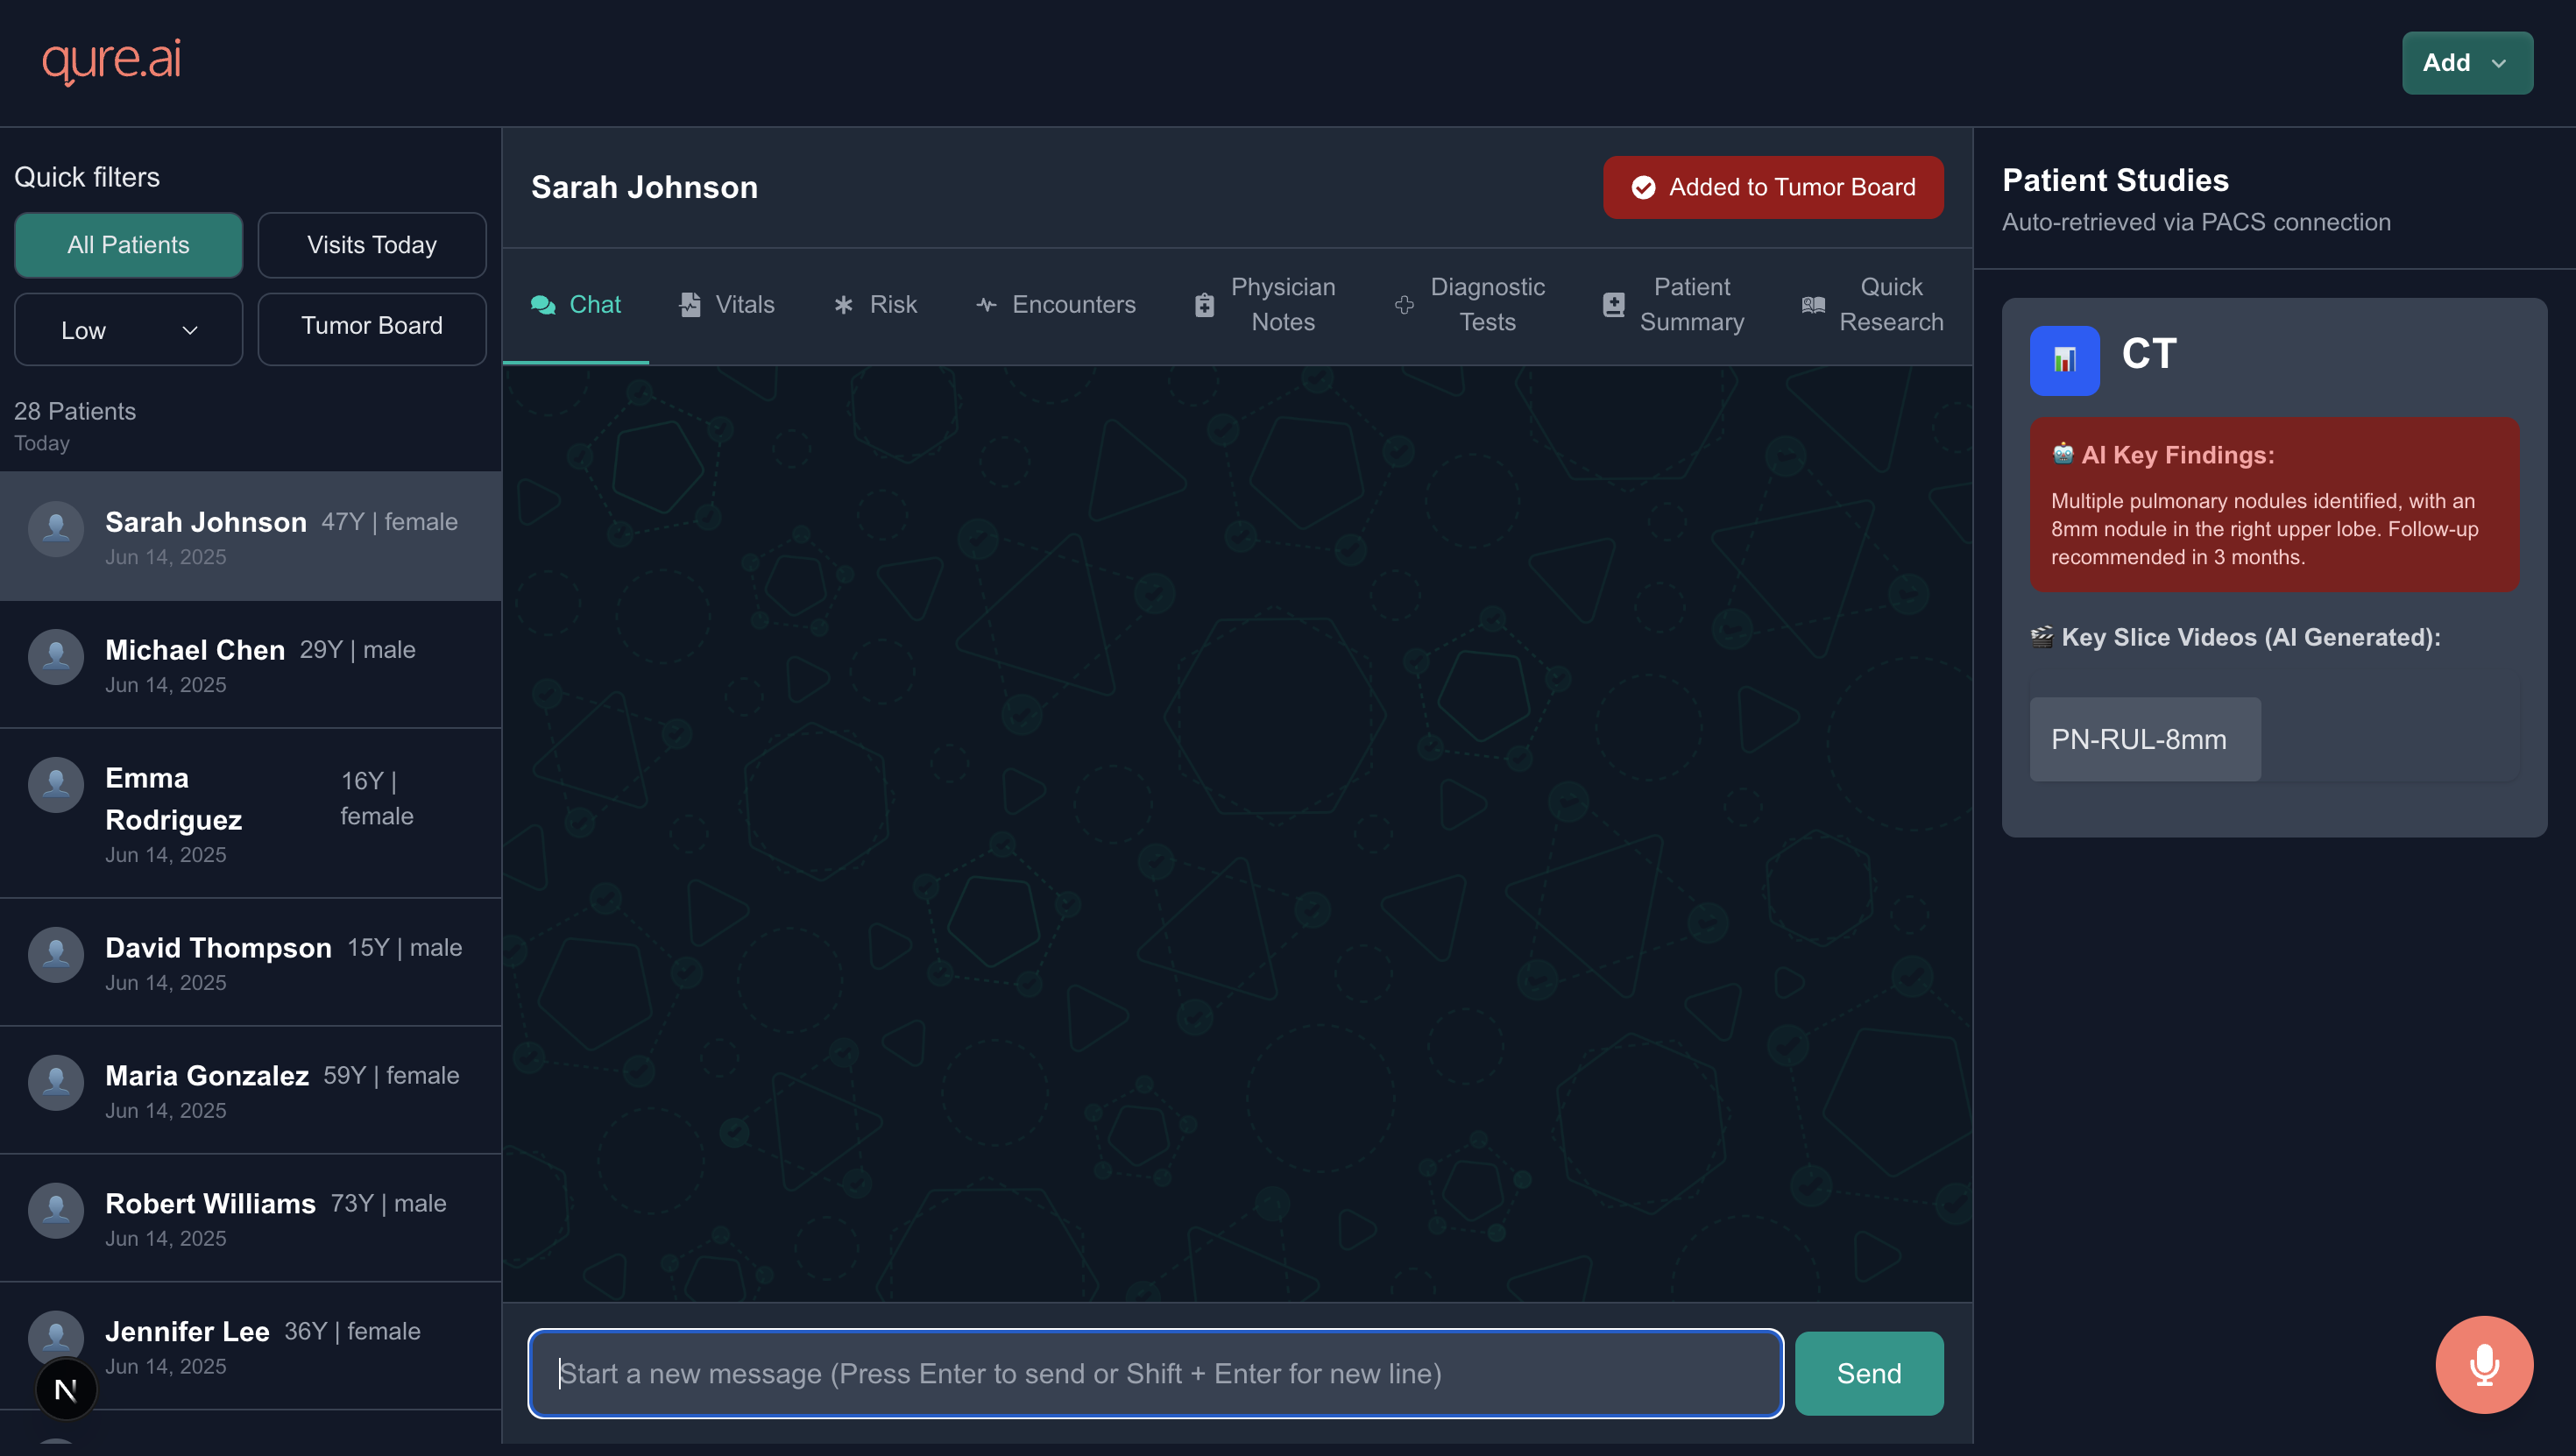 qure.ai
Add
Quick filters
All Patients
Visits Today
Low
Tumor Board
28 Patients
Today
Sarah Johnson 47Y | female
Jun 14, 2025
Michael Chen 29Y | male
Jun 14, 2025
Emma
Rodriguez
16Y |
female
Jun 14, 2025
David Thompson 15Y | male
Jun 14, 2025
Maria Gonzalez 59Y | female
Jun 14, 2025
Robert Williams 73Y | male
Jun 14, 2025
Jennifer Lee 36Y | female
Jun 14, 2025
N
Sarah Johnson
Added to Tumor Board
Chat
Vitals
Risk
Encounters
Physician
Notes
Diagnostic
Tests
Patient
Summary
Quick
Research
Start a new message (Press Enter to send or Shift + Enter for new line)
Send
Patient Studies
Auto-retrieved via PACS connection
CT
AI Key Findings:
Multiple pulmonary nodules identified, with an
8mm nodule in the right upper lobe. Follow-up
recommended in 3 months.
Key Slice Videos (AI Generated):
PN-RUL-8mm